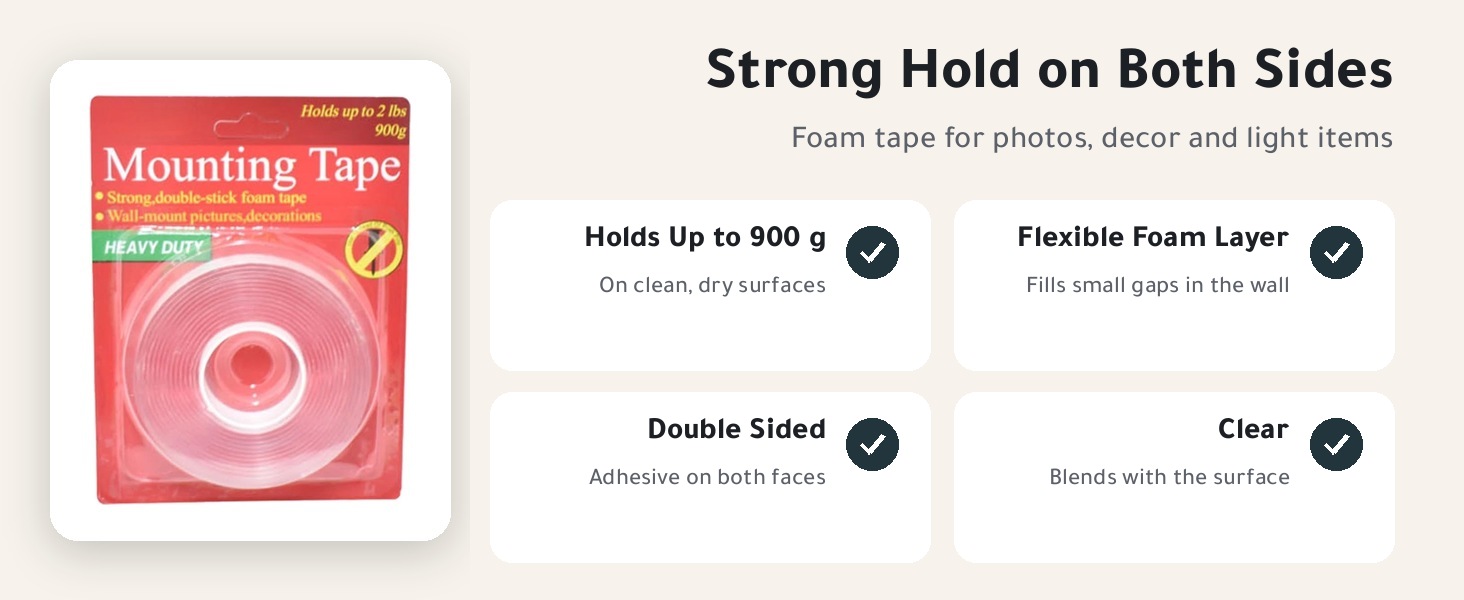 Holds up to 2 lbs
900g
Mounting Tape
• Strong,double-stick foam tape
• Wall-mount pictures,decorations
HEAVY DUTY
Strong Hold on Both Sides
Foam tape for photos, decor and light items
Holds Up to 900 g
On clean, dry surfaces
Flexible Foam Layer
Fills small gaps in the wall
Double Sided
Adhesive on both faces
Clear
Blends with the surface